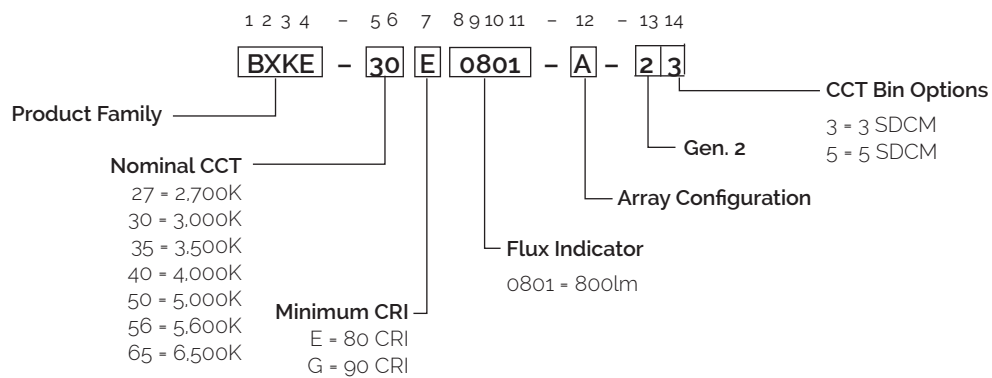 1 2 3 4 – 5 6 7 8 9 10 11 – 12 – 13 14
BXKE – 30 E 0801 – A – 2 3
Product Family
CCT Bin Options
3 = 3 SDCM
5 = 5 SDCM
Gen. 2
Nominal CCT
27 = 2,700K
30 = 3,000K
35 = 3,500K
40 = 4,000K
50 = 5,000K
56 = 5,600K
65 = 6,500K
Array Configuration
Flux Indicator
0801 = 800lm
Minimum CRI
E = 80 CRI
G = 90 CRI